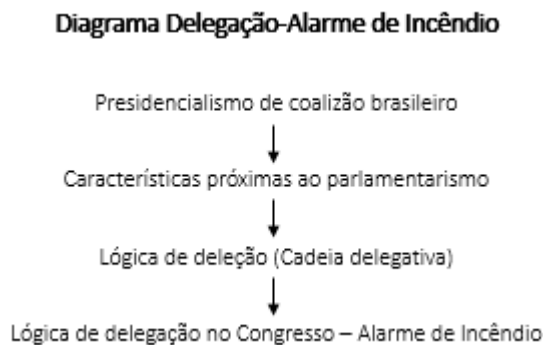 Diagrama Delegação-Alarme de Incêndio
Presidencialismo de coalizão brasileiro
Características próximas ao parlamentarismo
Lógica de deleção (Cadeia delegativa)
Lógica de delegação no Congresso – Alarme de Incêndio